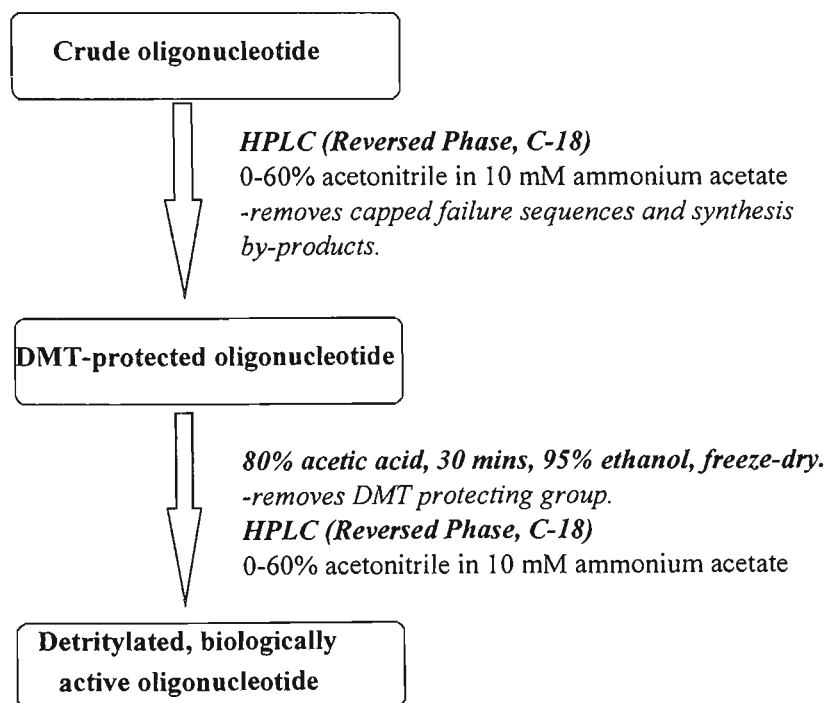 Crude oligonucleotide
HPLC (Reversed Phase, C-18)
0-60% acetonitrile in 10 mM ammonium acetate
-removes capped failure sequences and synthesis
by-products.
DMT-protected oligonucleotide
80% acetic acid, 30 mins, 95% ethanol, freeze-dry.
-removes DMT protecting group.
HPLC (Reversed Phase, C-18)
0-60% acetonitrile in 10 mM ammonium acetate
Detritylated, biologically
active oligonucleotide